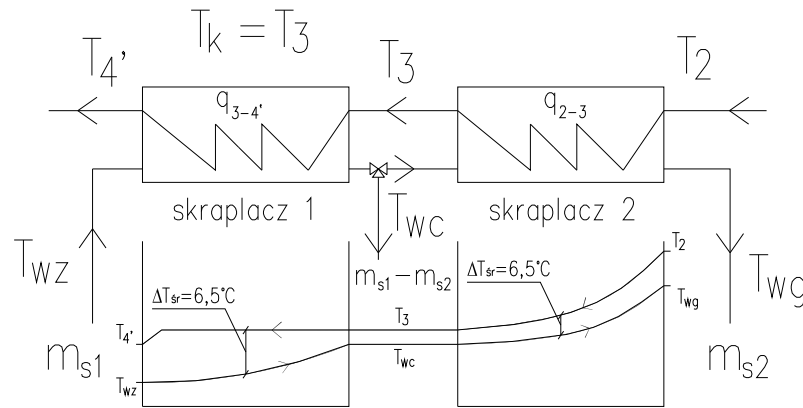 T_k = T_3
T_4'
T_3
T_2
q_3-4'
q_2-3
skraplacz 1
skraplacz 2
T_wz
T_wc
T_wg
m_s1-m_s2
m_s1
m_s2
ΔT_śr=6,5°C
ΔT_śr=6,5°C
T_2
T_wg
T_3
T_4'
T_wc
T_wz